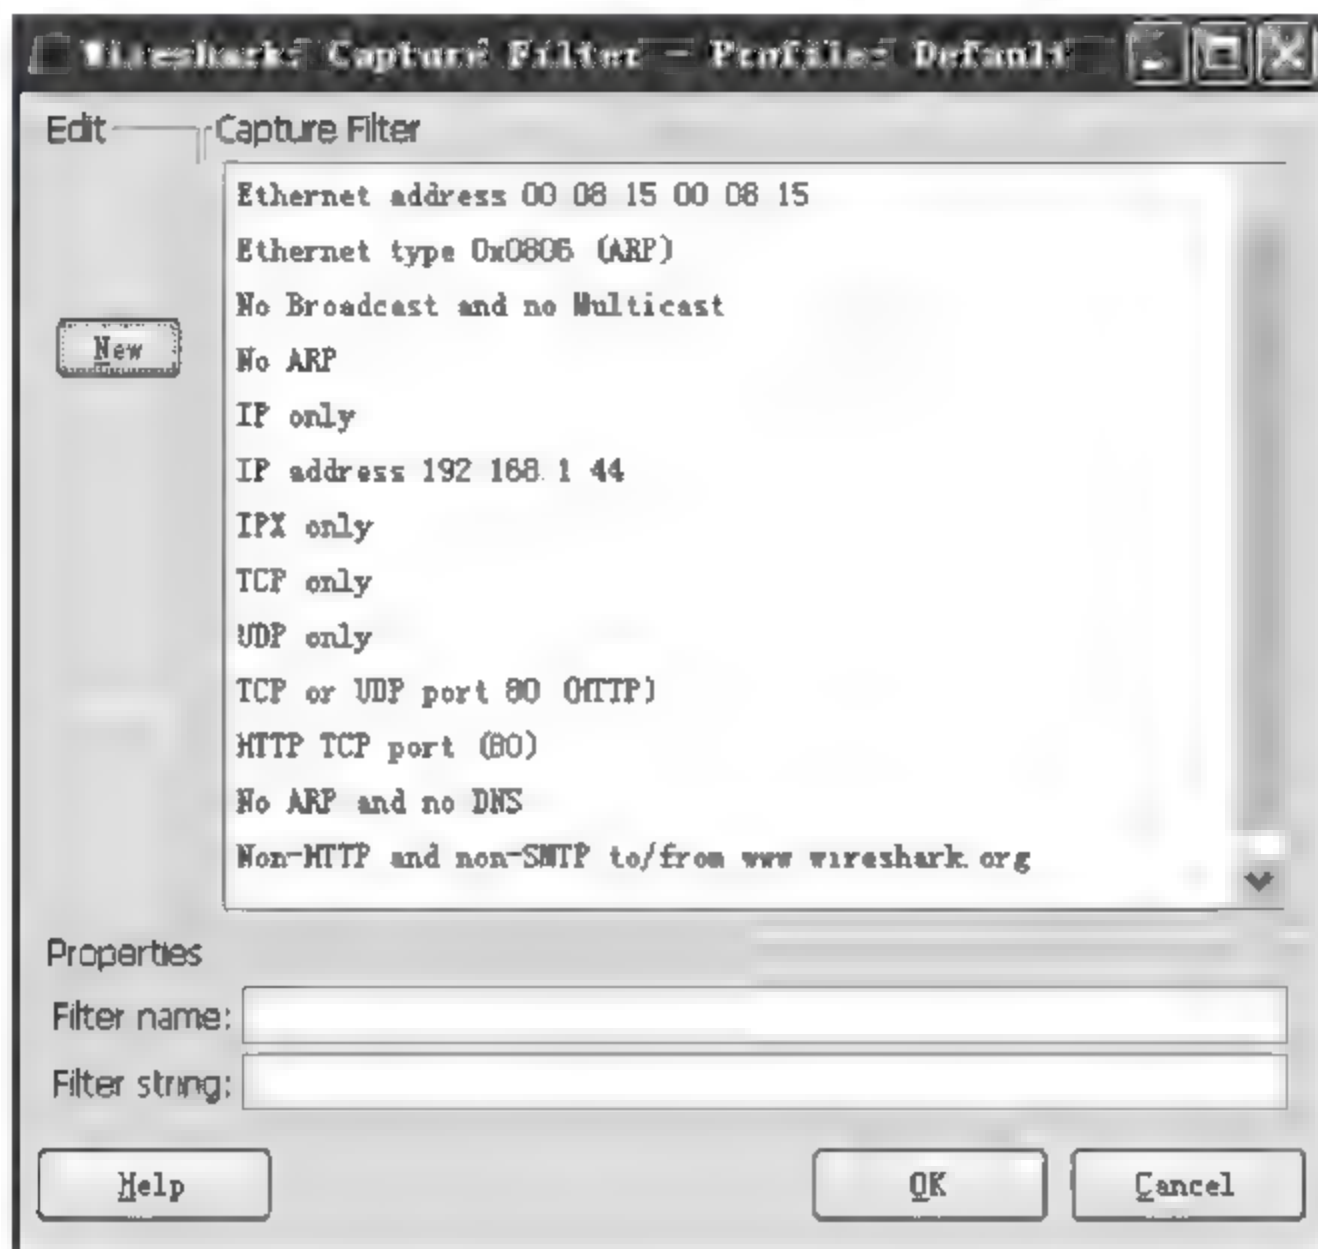 Wireshark: Capture Filter - Profile: Default
Edit
Capture Filter
Ethernet address 00 08 15 00 08 15
Ethernet type 0x0806 (ARP)
No Broadcast and no Multicast
No ARP
New
IP only
IP address 192 168.1 44
IPX only
TCP only
UDP only
TCP or UDP port 80 (HTTP)
HTTP TCP port (80)
No ARP and no DNS
Non-HTTP and non-SMTP to/from www wireshark.org
Properties
Filter name:
Filter string:
Help
OK
Cancel